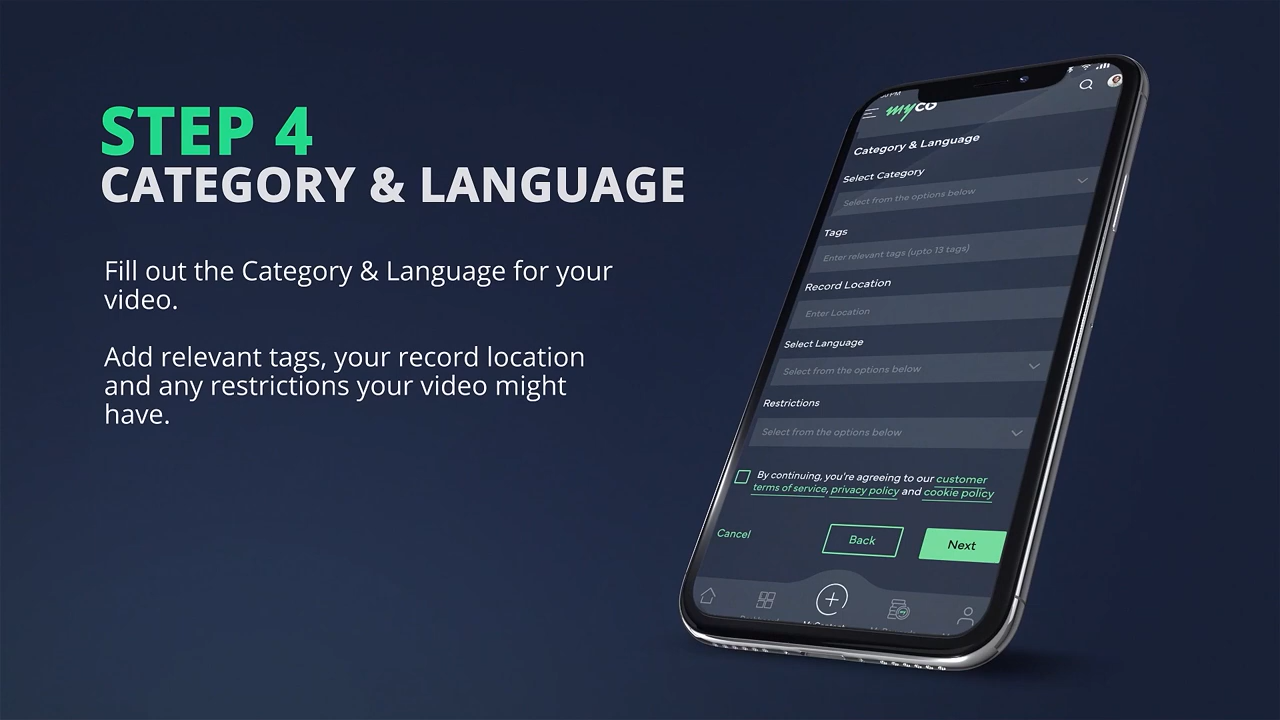 STEP 4
CATEGORY & LANGUAGE
Fill out the Category & Language for your
video.
Add relevant tags, your record location
and any restrictions your video might
have.
myco
Category & Language
Select Category
Select from the options below
Tags
Enter relevant tags (upto 13 tags)
Record Location
Enter Location
Select Language
Select from the options below
Restrictions
Select from the options below
By continuing, you're agreeing to our customer
terms of service, privacy policy and cookie policy
Cancel
Back
Next